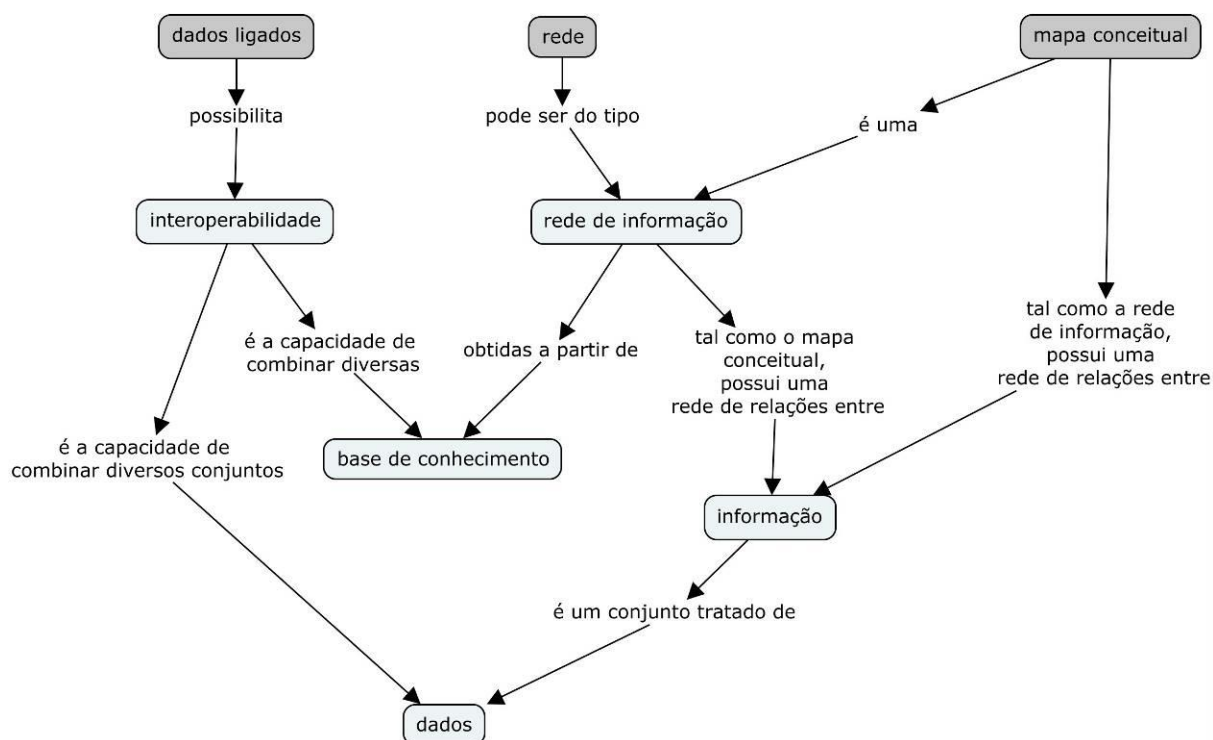 dados ligados
rede
mapa conceitual
possibilita
pode ser do tipo
é uma
interoperabilidade
rede de informação
é a capacidade de
combinar diversas
obtidas a partir de
tal como o mapa
conceitual,
possui uma
rede de relações entre
tal como a rede
de informação,
possui uma
rede de relações entre
é a capacidade de
combinar diversos conjuntos
base de conhecimento
informação
é um conjunto tratado de
dados